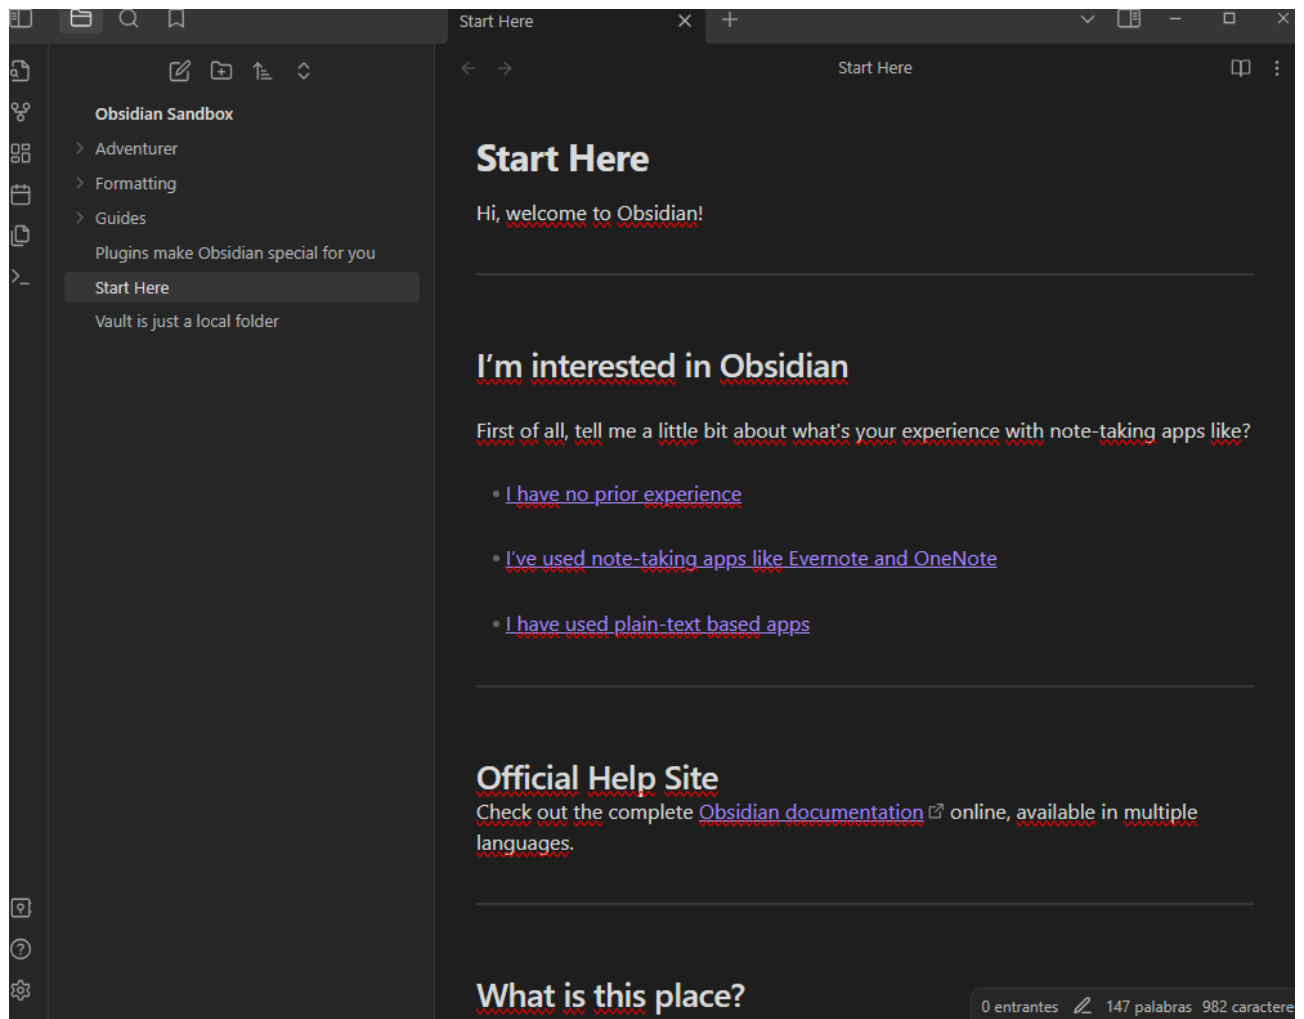 Start Here
Obsidian Sandbox
Adventurer
Formatting
Guides
Plugins make Obsidian special for you
Start Here
Vault is just a local folder
Start Here
Start Here
Hi, welcome to Obsidian!
I’m interested in Obsidian
First of all, tell me a little bit about what's your experience with note-taking apps like?
I have no prior experience
I’ve used note-taking apps like Evernote and OneNote
I have used plain-text based apps
Official Help Site
Check out the complete Obsidian documentation online, available in multiple
languages.
What is this place?
0 entrantes 147 palabras 982 caractere